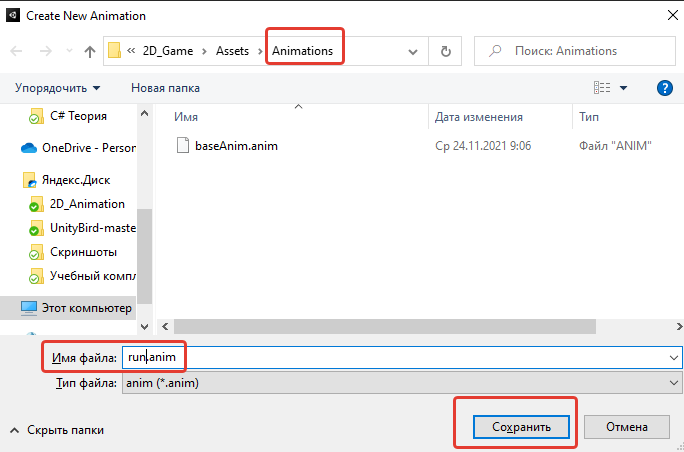 Create New Animation
« 2D_Game › Assets › Animations
Поиск: Animations
Упорядочить Новая папка
Имя Дата изменения Тип
C# Теория
OneDrive - Person
Яндекс.Диск
2D_Animation
UnityBird-maste
Скриншоты
Учебный компл
Этот компьютер
baseAnim.anim Ср 24.11.2021 9:06 Файл "ANIM"
Имя файла: run.anim
Тип файла: anim (*.anim)
Скрыть папки
Сохранить Отмена